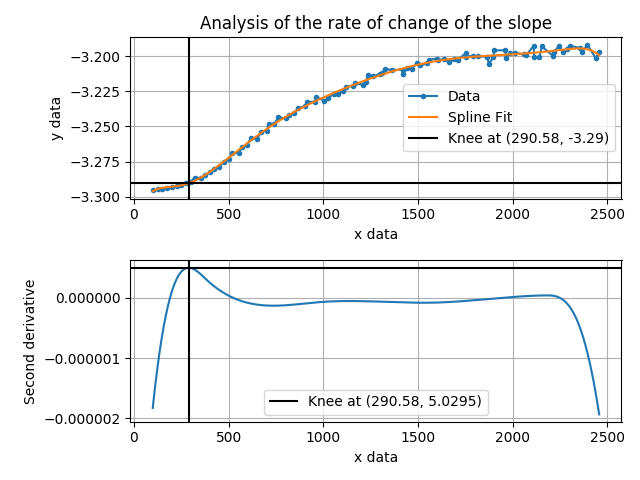 Analysis of the rate of change of the slope
y data
−3.200
−3.225
−3.250
−3.275
−3.300
Data
Spline Fit
Knee at (290.58, -3.29)
0 500 1000 1500 2000 2500
x data
Second derivative
0.000000
−0.000001
−0.000002
Knee at (290.58, 5.0295)
0 500 1000 1500 2000 2500
x data